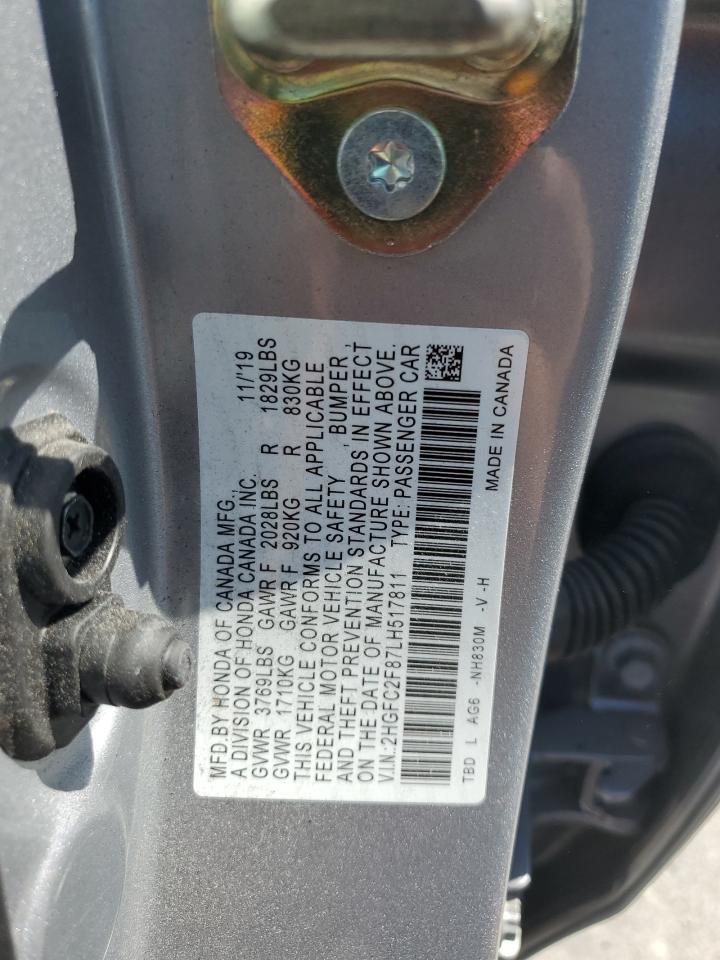 MFD.BY HONDA OF CANADA MFG.,
A DIVISION OF HONDA CANADA INC. 11/'19
GVWR 3769LBS GAWR F 2028LBS R 1829LBS
GVWR 1710KG GAWR F 920KG R 830KG
THIS VEHICLE CONFORMS TO ALL APPLICABLE
FEDERAL MOTOR VEHICLE SAFETY , BUMPER ,
AND THEFT PREVENTION STANDARDS IN EFFECT
ON THE DATE OF MANUFACTURE SHOWN ABOVE.
V.I.N.:2HGFC2F87LH517811 TYPE: PASSENGER CAR
TBD L AG6 -NH830M -V -H MADE IN CANADA